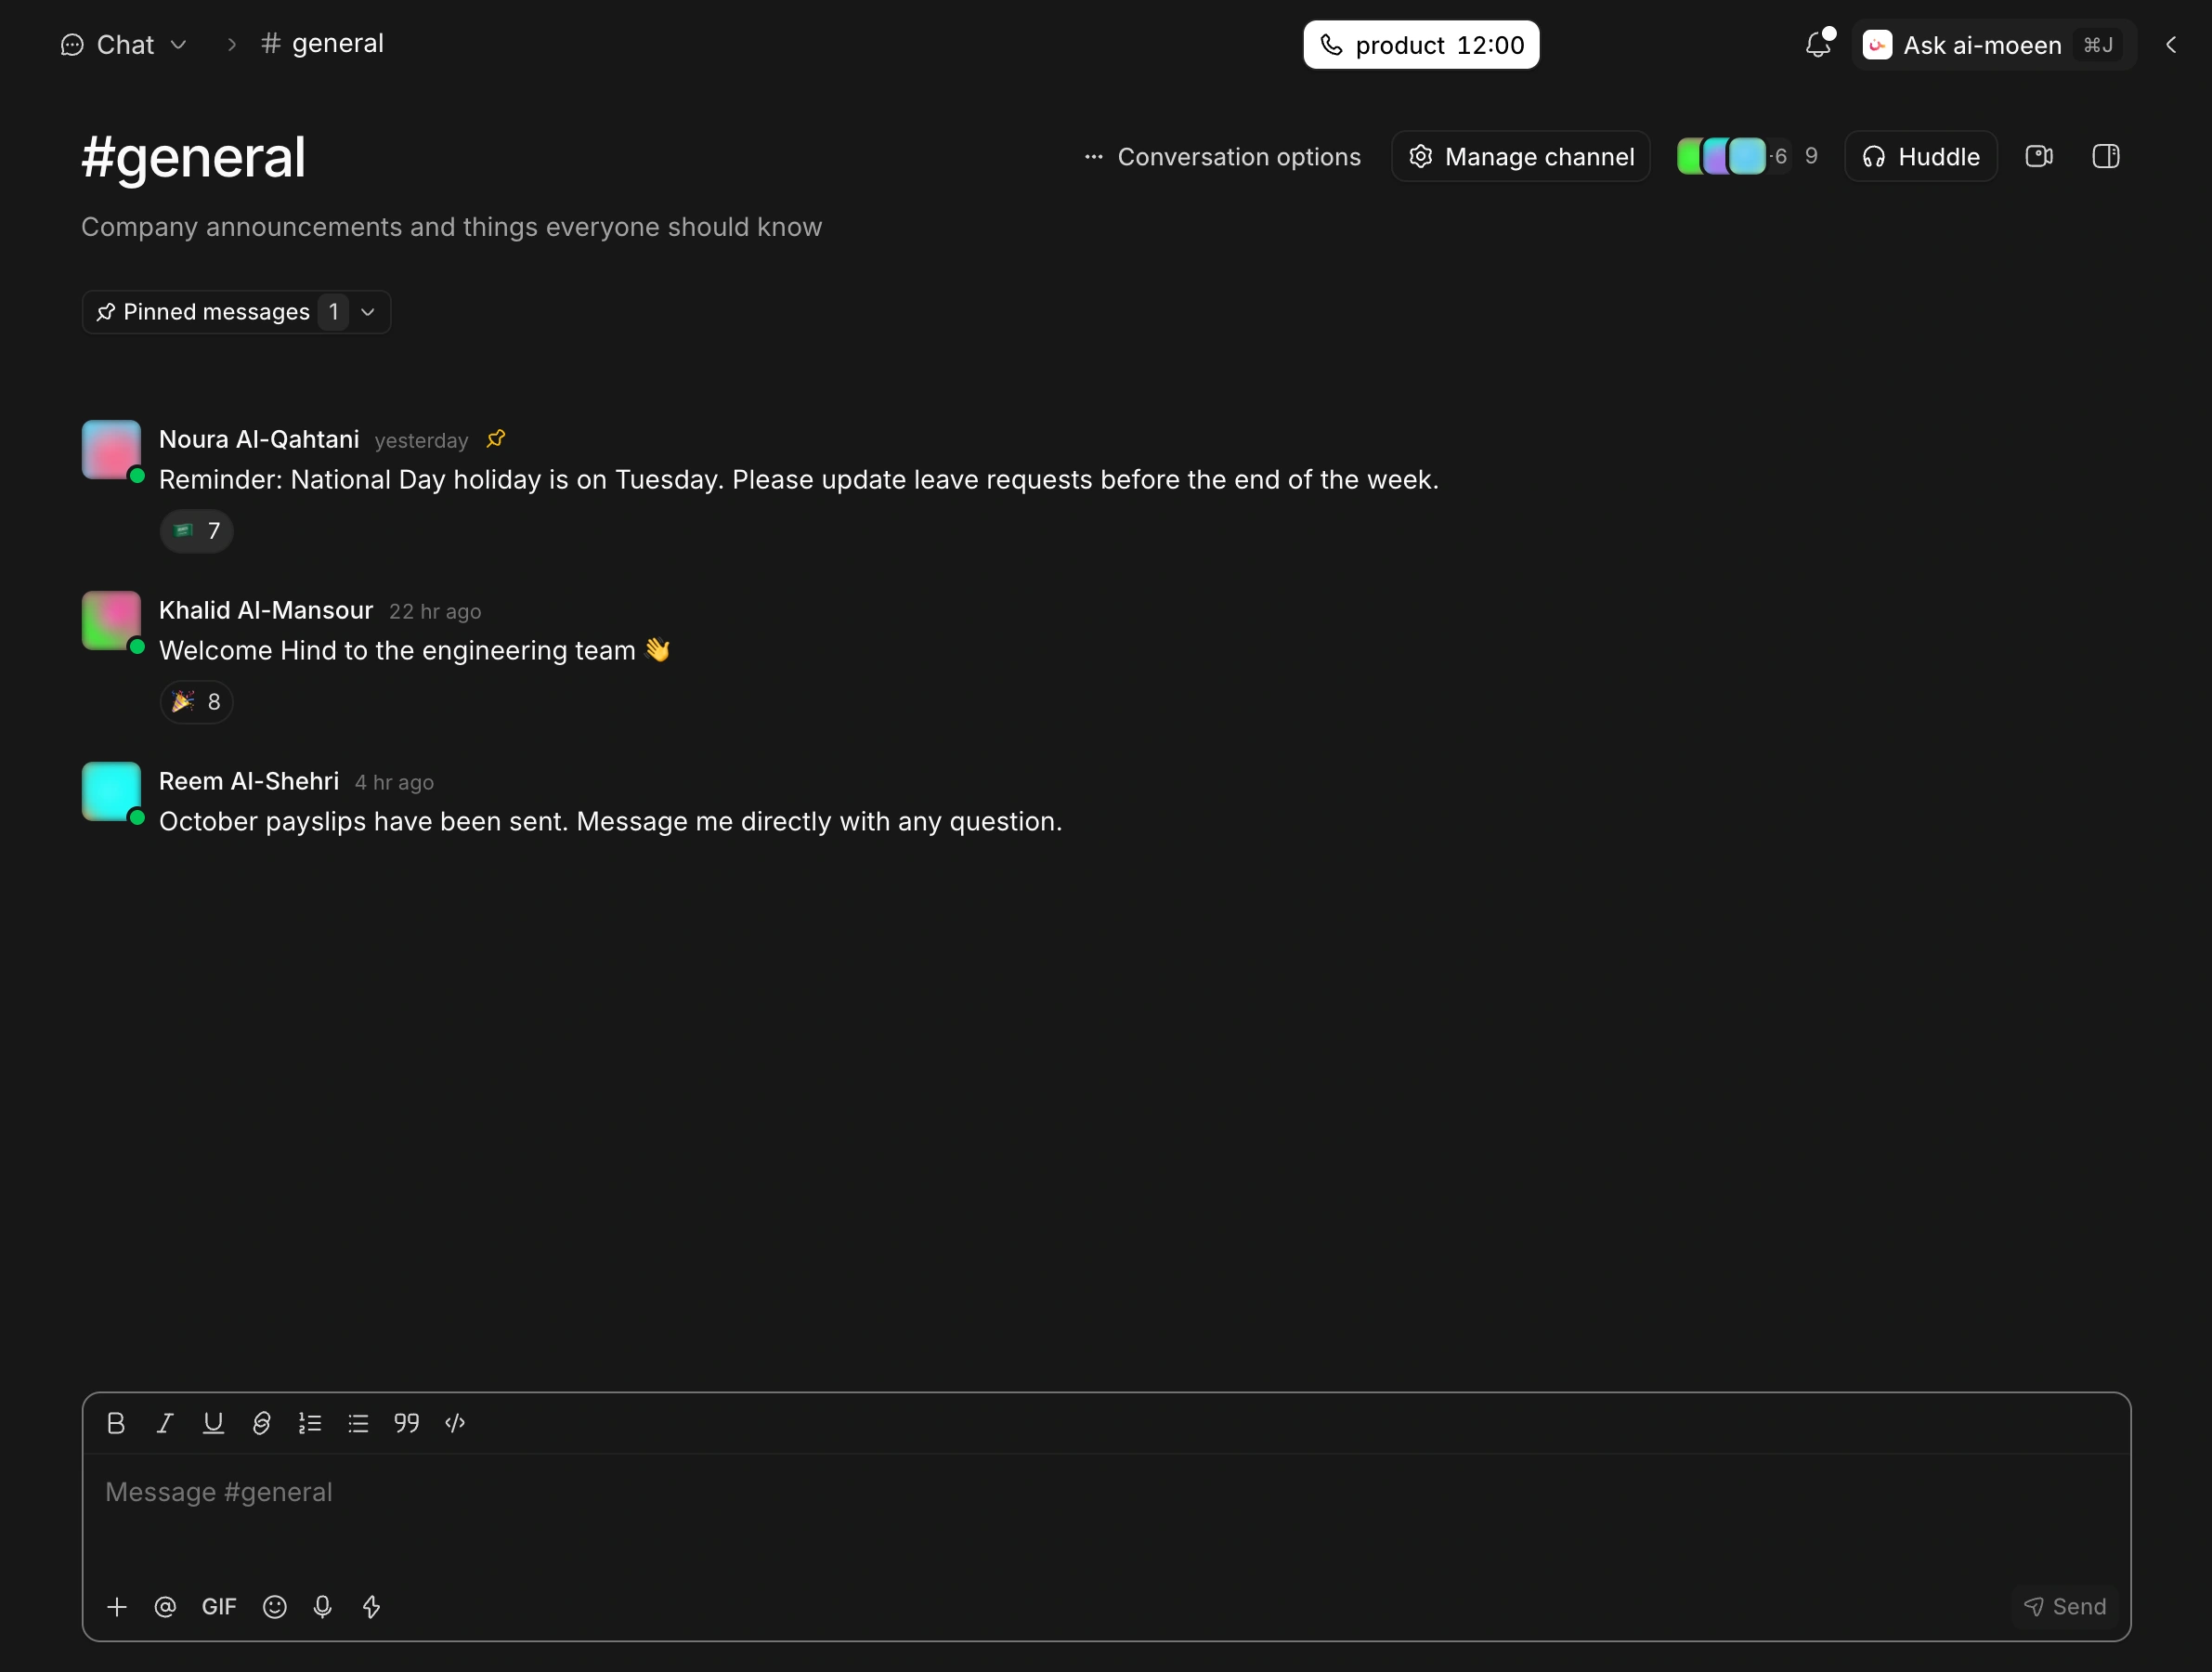 Chat
# general
product 12:00
Ask ai-moeen ⌘J
#general
Conversation options
Manage channel
6 9
Huddle
Company announcements and things everyone should know
Pinned messages 1
Noura Al-Qahtani yesterday
Reminder: National Day holiday is on Tuesday. Please update leave requests before the end of the week.
7
Khalid Al-Mansour 22 hr ago
Welcome Hind to the engineering team 👋
🎉 8
Reem Al-Shehri 4 hr ago
October payslips have been sent. Message me directly with any question.
Message #general
GIF
Send